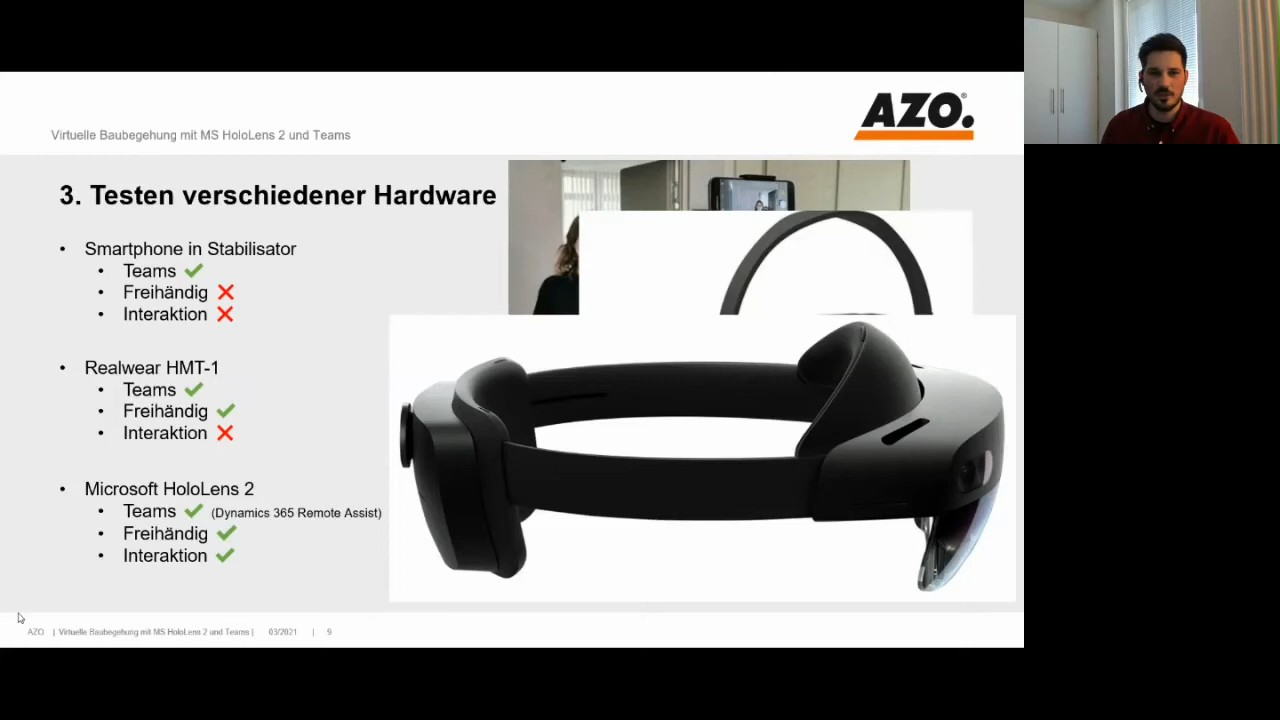 AZO.®
Virtuelle Baubegehung mit MS HoloLens 2 und Teams
3. Testen verschiedener Hardware
• Smartphone in Stabilisator
• Teams ✔
• Freihändig ❌
• Interaktion ❌
• Realwear HMT-1
• Teams ✔
• Freihändig ✔
• Interaktion ❌
• Microsoft HoloLens 2
• Teams ✔ (Dynamics 365 Remote Assist)
• Freihändig ✔
• Interaktion ✔
AZO | Virtuelle Baubegehung mit MS HoloLens 2 und Teams | 03/2021 | 9